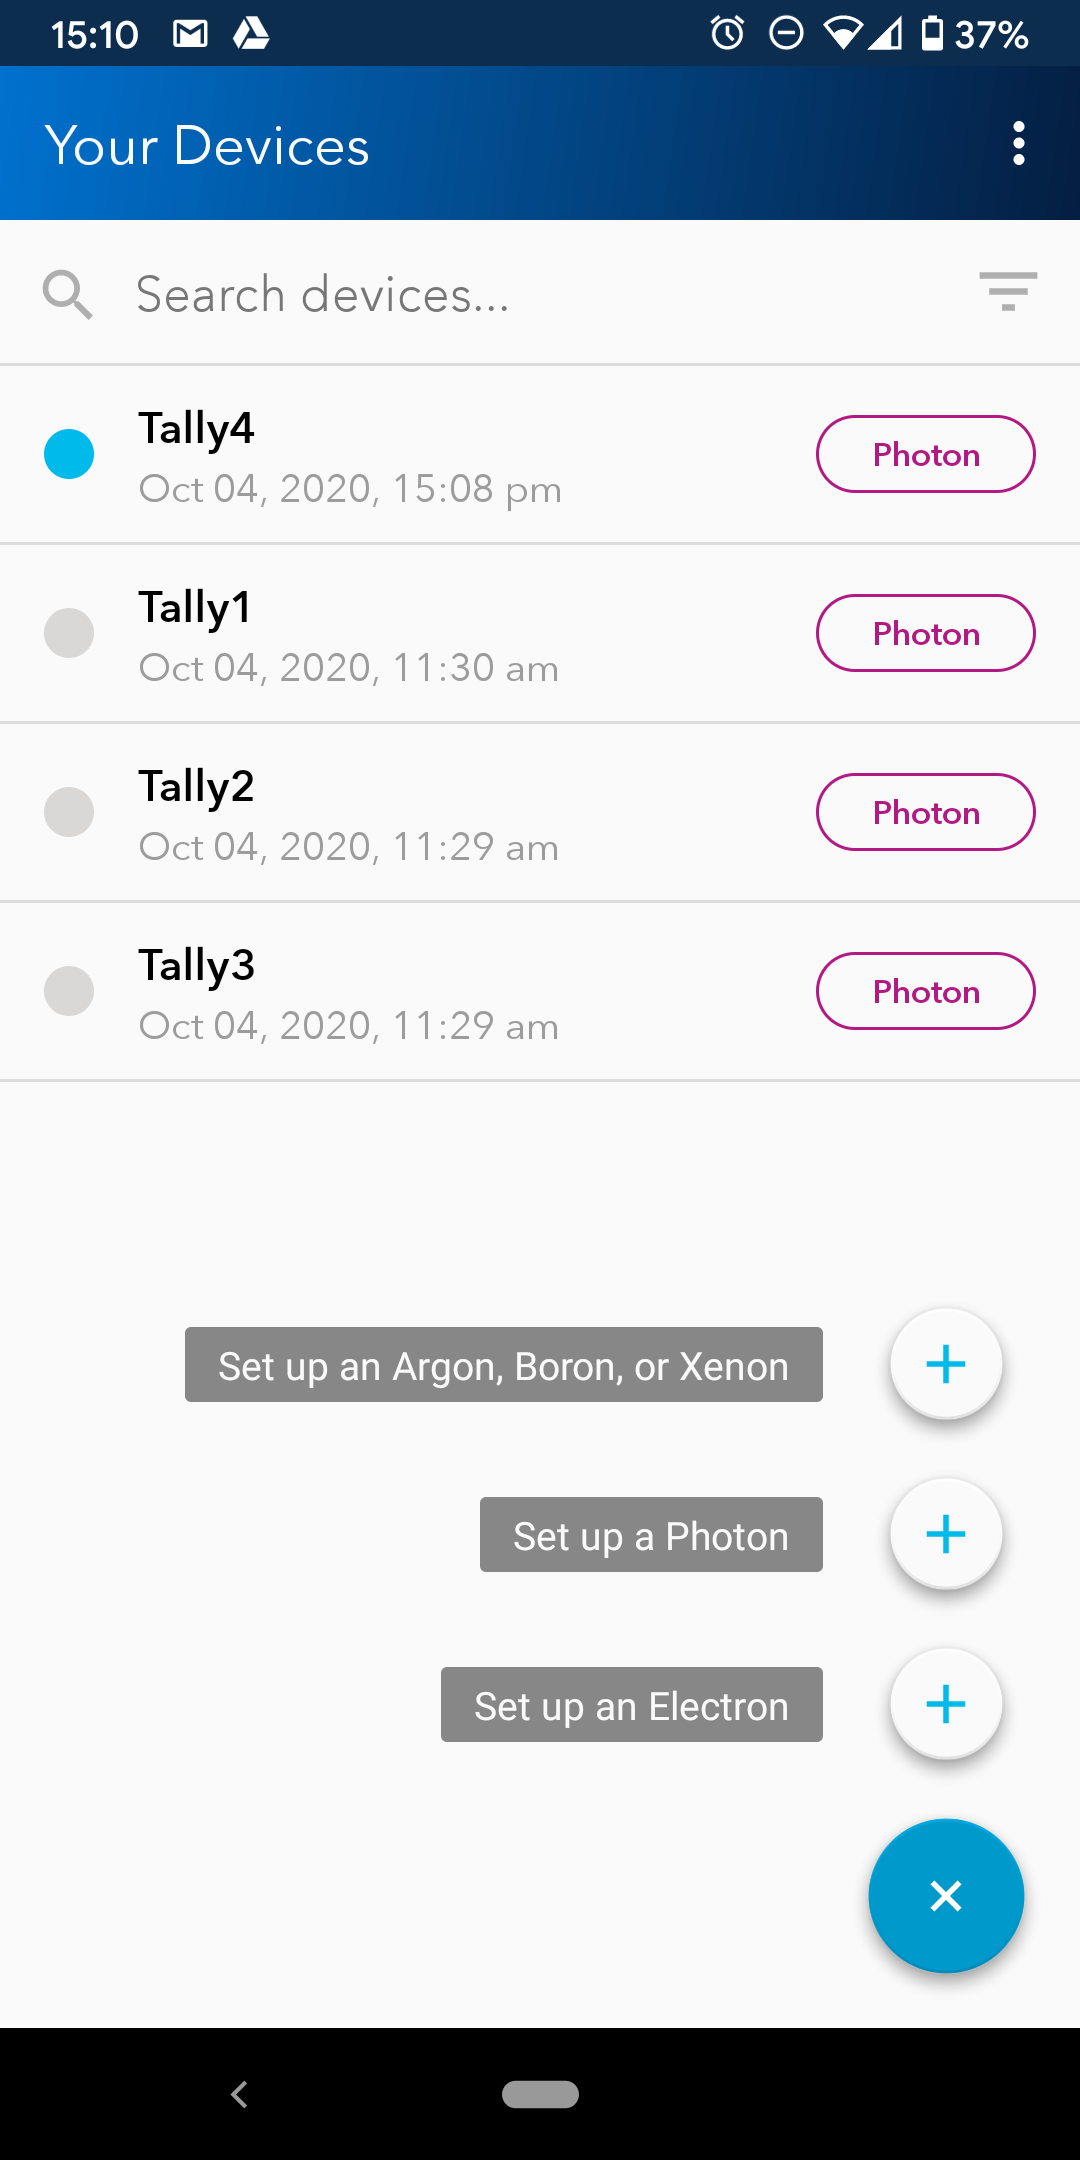 15:10
37%
Your Devices
Search devices...
Tally4
Oct 04, 2020, 15:08 pm
Photon
Tally1
Oct 04, 2020, 11:30 am
Photon
Tally2
Oct 04, 2020, 11:29 am
Photon
Tally3
Oct 04, 2020, 11:29 am
Photon
Set up an Argon, Boron, or Xenon
Set up a Photon
Set up an Electron